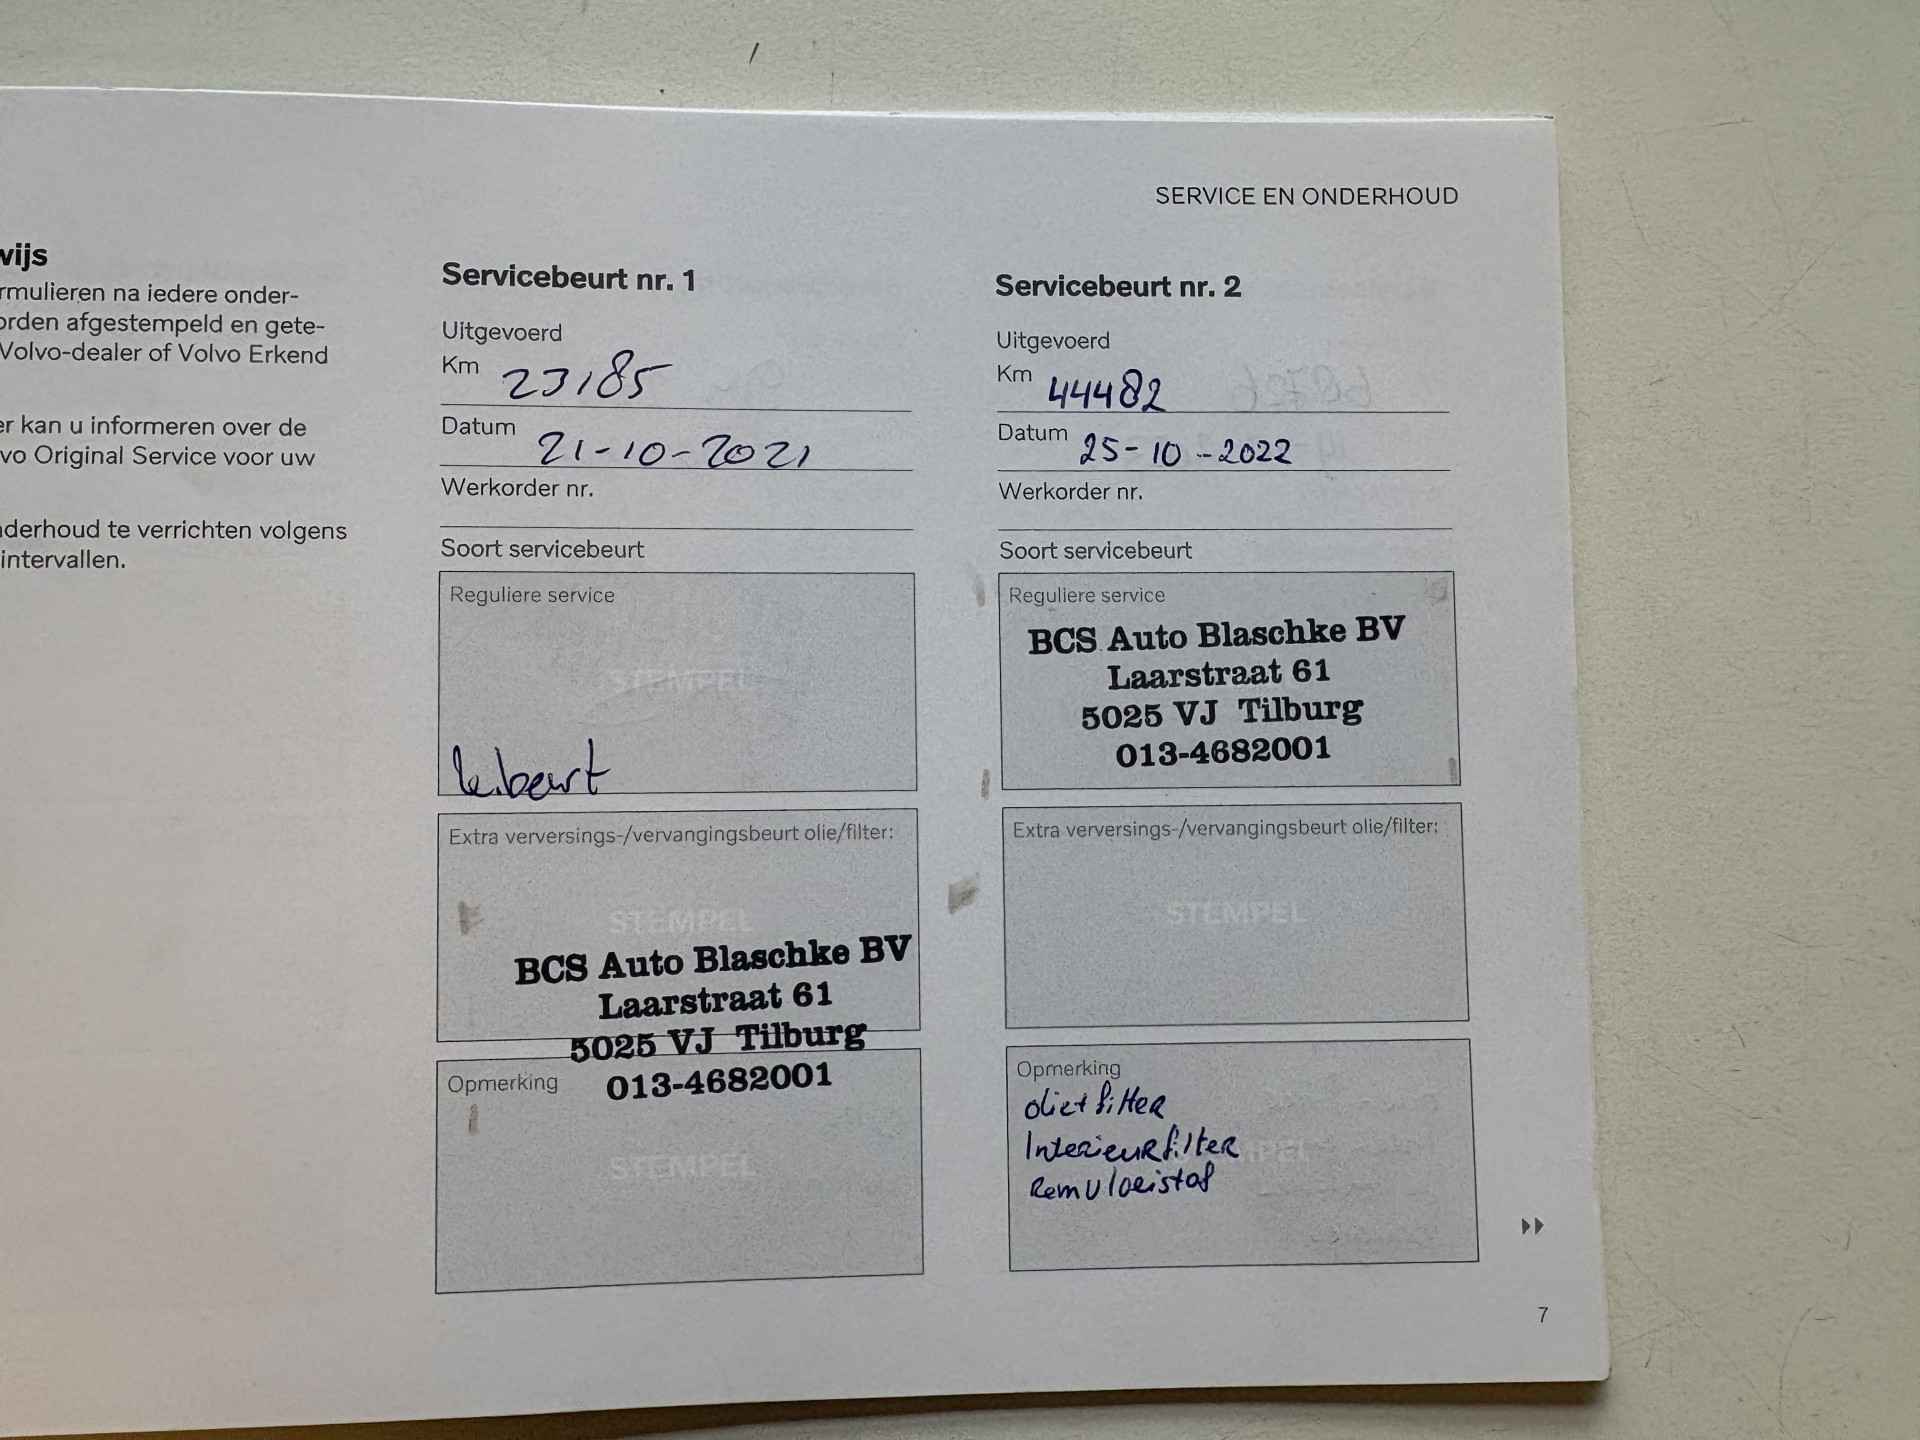 SERVICE EN ONDERHOUD
wijs
rmulieren na iedere onder-
orden afgestempeld en gete-
Volvo-dealer of Volvo Erkend
er kan u informeren over de
vo Original Service voor uw
nderhoud te verrichten volgens
intervallen.
Servicebeurt nr. 1
Uitgevoerd
Km 23185
Datum 21-10-2021
Werkorder nr.
Soort servicebeurt
Reguliere service
STEMPEL
kl.beurt
Extra verversings-/vervangingsbeurt olie/filter:
STEMPEL
BCS Auto Blaschke BV
Laarstraat 61
5025 VJ Tilburg
013-4682001
Opmerking
STEMPEL
Servicebeurt nr. 2
Uitgevoerd
Km 44482
Datum 25-10-2022
Werkorder nr.
Soort servicebeurt
Reguliere service
BCS Auto Blaschke BV
Laarstraat 61
5025 VJ Tilburg
013-4682001
Extra verversings-/vervangingsbeurt olie/filter:
STEMPEL
Opmerking
olie+filter
Interieurfilter
Remvloeistof
7